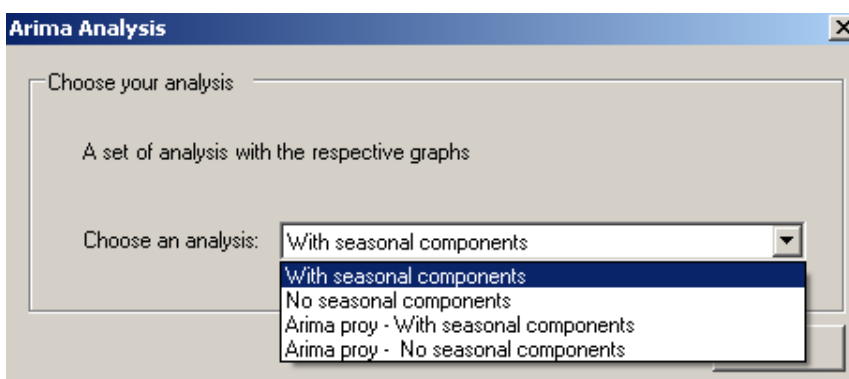 Arima Analysis
Choose your analysis
A set of analysis with the respective graphs
Choose an analysis: With seasonal components
With seasonal components
No seasonal components
Arima proy - With seasonal components
Arima proy -  No seasonal components